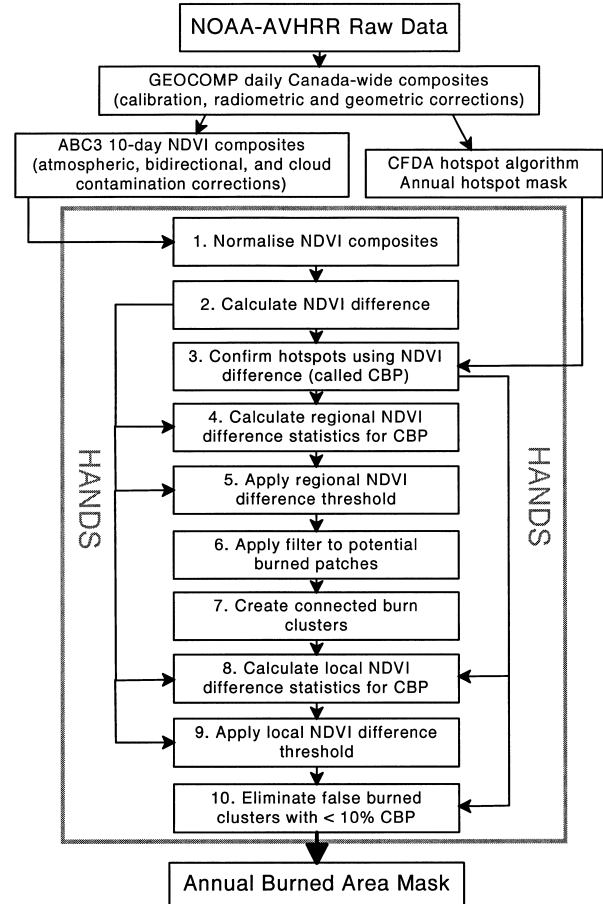 NOAA-AVHRR Raw Data
GEOCOMP daily Canada-wide composites
(calibration, radiometric and geometric corrections)
ABC3 10-day NDVI composites
(atmospheric, bidirectional, and cloud
contamination corrections)
CFDA hotspot algorithm
Annual hotspot mask
1. Normalise NDVI composites
2. Calculate NDVI difference
3. Confirm hotspots using NDVI
difference (called CBP)
4. Calculate regional NDVI
difference statistics for CBP
HANDS
HANDS
5. Apply regional NDVI
difference threshold
6. Apply filter to potential
burned patches
7. Create connected burn
clusters
8. Calculate local NDVI
difference statistics for CBP
9. Apply local NDVI difference
threshold
10. Eliminate false burned
clusters with < 10% CBP
Annual Burned Area Mask